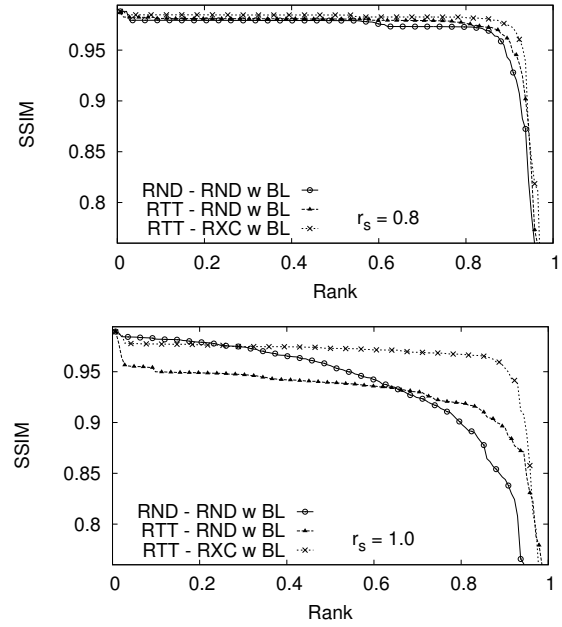 0.95
0.9
0.85
0.8
SSIM
RND - RND w BL
RTT - RND w BL
RTT - RXC w BL
r_s = 0.8
0 0.2 0.4 0.6 0.8 1
Rank
0.95
0.9
0.85
0.8
SSIM
RND - RND w BL
RTT - RND w BL
RTT - RXC w BL
r_s = 1.0
0 0.2 0.4 0.6 0.8 1
Rank